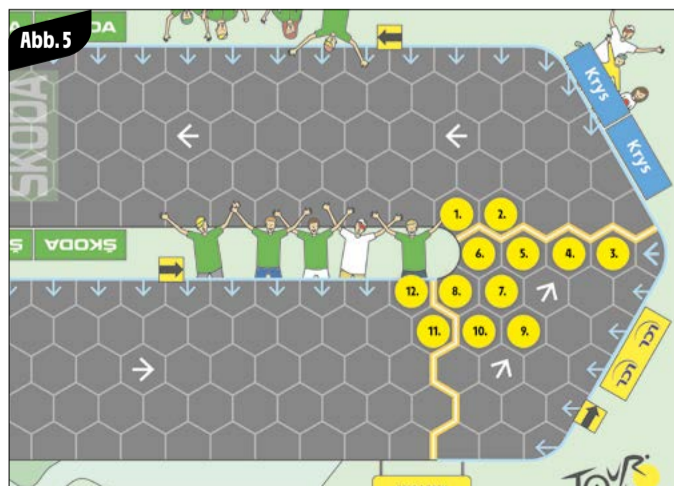 Abb.5
ŠKODA
Krys
Krys
1. 2.
Š ŠKODA
6. 5. 4. 3.
12. 8. 7.
11. 10. 9.
LCL
LCL
TOUR